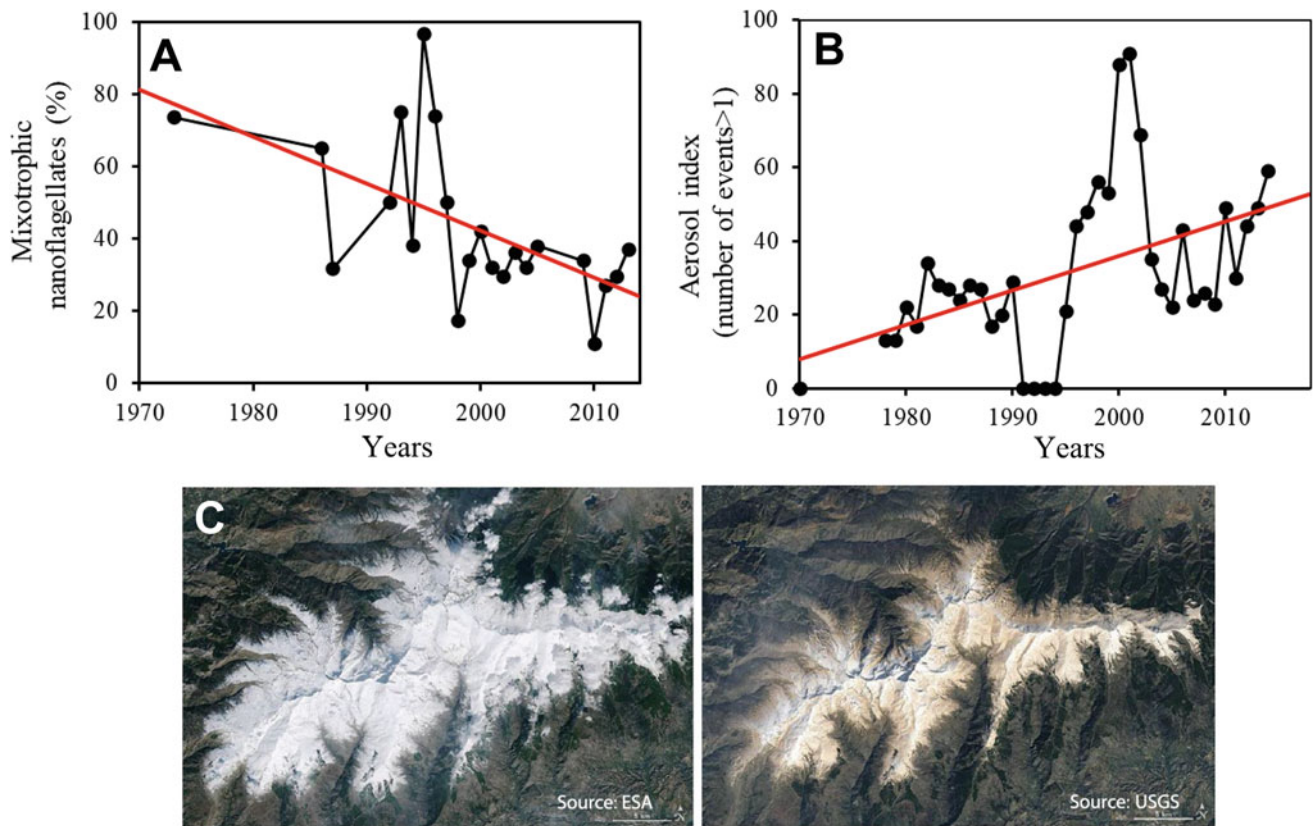 A
Mixotrophic
nanoflagellates (%)
100
80
60
40
20
0
1970
1980
1990
2000
2010
Years
B
Aerosol index
(number of events>1)
100
80
60
40
20
0
1970
1980
1990
2000
2010
Years
C
Source: ESA
Source: USGS